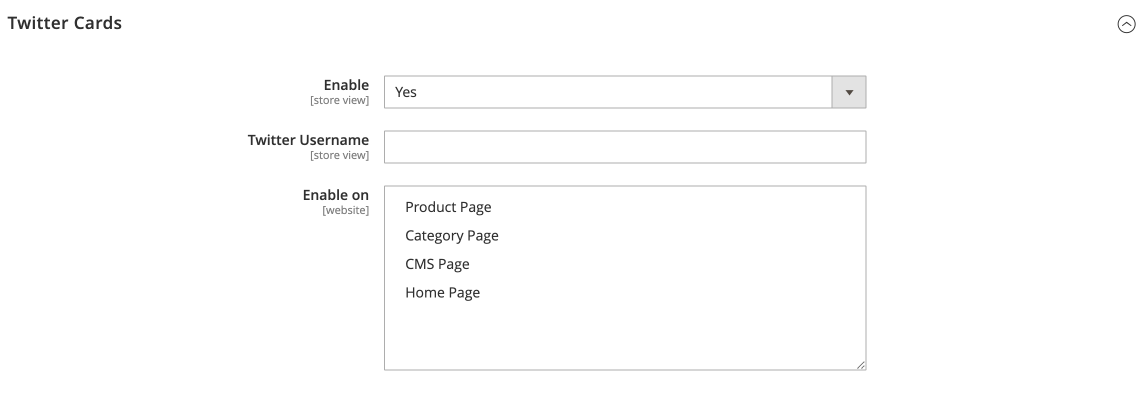 Twitter Cards
Enable
[store view]
Yes
Twitter Username
[store view]
Enable on
[website]
Product Page
Category Page
CMS Page
Home Page